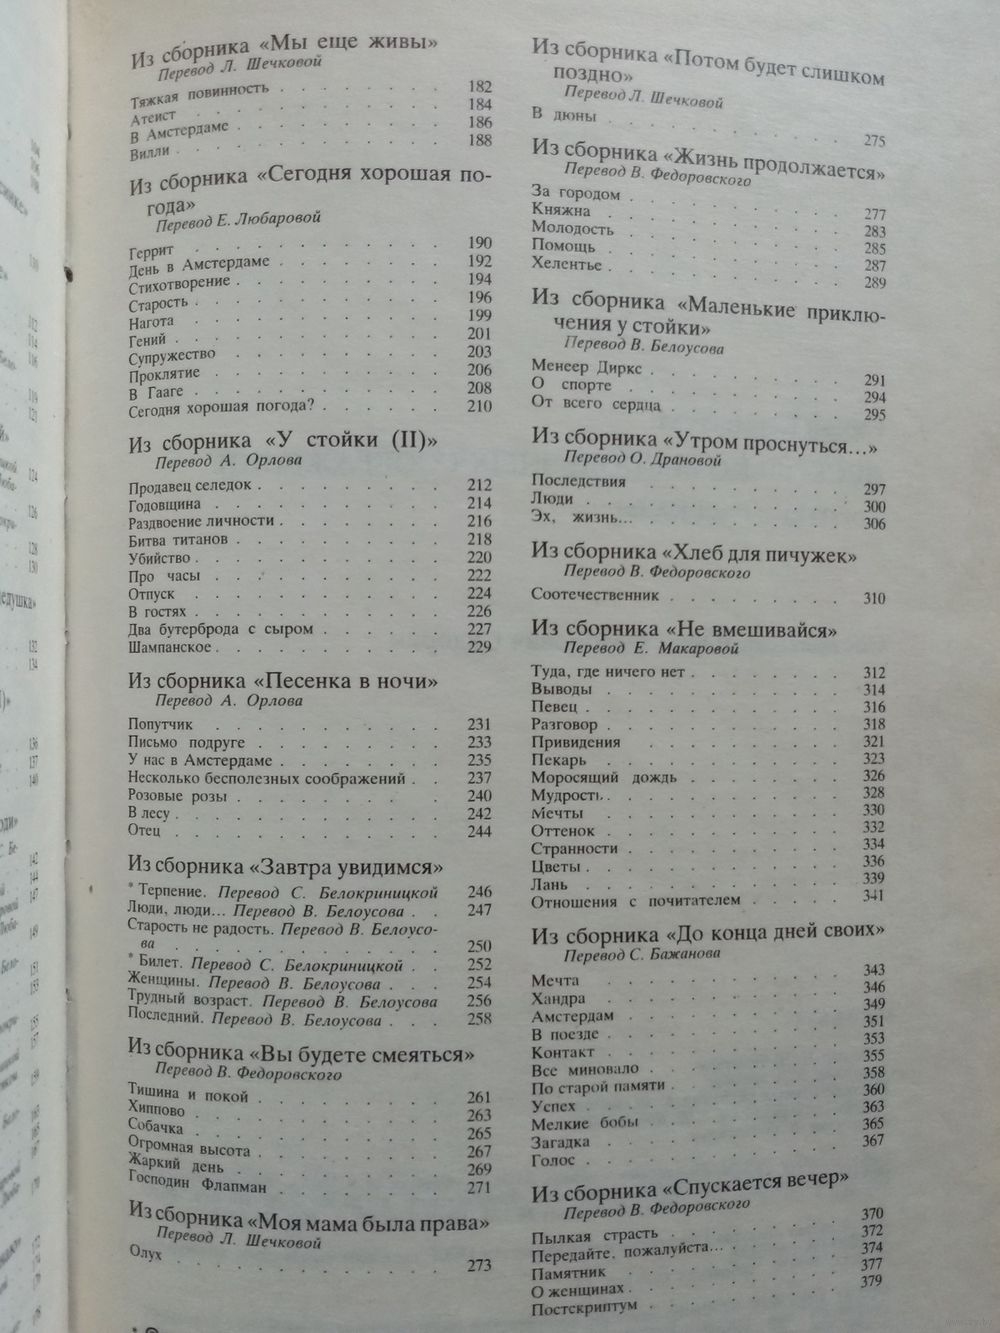 Из сборника «Мы еще живы»
Перевод Л. Шечковой
Тяжкая повинность . . . . . . . . 182
Атеист . . . . . . . . 184
В Амстердаме . . . . . . . . 186
Вилли . . . . . . . . 188
Из сборника «Сегодня хорошая по-
года»
Перевод Е. Любаровой
Геррит . . . . . . . . 190
День в Амстердаме . . . . . . . . 192
Стихотворение . . . . . . . . 194
Старость . . . . . . . . 196
Нагота . . . . . . . . 199
Гений . . . . . . . . 201
Супружество . . . . . . . . 203
Проклятие . . . . . . . . 206
В Гааге . . . . . . . . 208
Сегодня хорошая погода? . . . . . . 210
Из сборника «У стойки (II)»
Перевод А. Орлова
Продавец селедок . . . . . . . . 212
Годовщина . . . . . . . . 214
Раздвоение личности . . . . . . . . 216
Битва титанов . . . . . . . . 218
Убийство . . . . . . . . 220
Про часы . . . . . . . . 222
Отпуск . . . . . . . . 224
В гостях . . . . . . . . 226
Два бутерброда с сыром . . . . . . 227
Шампанское . . . . . . . . 229
Из сборника «Песенка в ночи»
Перевод А. Орлова
Попутчик . . . . . . . . 231
Письмо подруге . . . . . . . . 233
У нас в Амстердаме . . . . . . . . 235
Несколько бесполезных соображений . . 237
Розовые розы . . . . . . . . 240
В лесу . . . . . . . . 242
Отец . . . . . . . . 244
Из сборника «Завтра увидимся»
* Терпение. Перевод С. Белокриницкой 246
Люди, люди... Перевод В. Белоусова . . 247
Старость не радость. Перевод В. Белоусо-
ва . . . . . . . . 250
* Билет. Перевод С. Белокриницкой . . 252
Женщины. Перевод В. Белоусова . . . 254
Трудный возраст. Перевод В. Белоусова 256
Последний. Перевод В. Белоусова . . . 258
Из сборника «Вы будете смеяться»
Перевод В. Федоровского
Тишина и покой . . . . . . . . 261
Хиппово . . . . . . . . 263
Собачка . . . . . . . . 265
Огромная высота . . . . . . . . 267
Жаркий день . . . . . . . . 269
Господин Флапман . . . . . . . . 271
Из сборника «Моя мама была права»
Перевод Л. Шечковой
Олух . . . . . . . . 273
Из сборника «Потом будет слишком
поздно»
Перевод Л. Шечковой
В дюны . . . . . . . . 275
Из сборника «Жизнь продолжается»
Перевод В. Федоровского
За городом . . . . . . . . 277
Княжна . . . . . . . . 283
Молодость . . . . . . . . 285
Помощь . . . . . . . . 287
Хелентье . . . . . . . . 289
Из сборника «Маленькие приклю-
чения у стойки»
Перевод В. Белоусова
Менеер Диркс . . . . . . . . 291
О спорте . . . . . . . . 294
От всего сердца . . . . . . . . 295
Из сборника «Утром проснуться...»
Перевод О. Драновой
Последствия . . . . . . . . 297
Люди . . . . . . . . 300
Эх, жизнь... . . . . . . . . 306
Из сборника «Хлеб для пичужек»
Перевод В. Федоровского
Соотечественник . . . . . . . . 310
Из сборника «Не вмешивайся»
Перевод Е. Макаровой
Туда, где ничего нет . . . . . . . . 312
Выводы . . . . . . . . 314
Певец . . . . . . . . 316
Разговор . . . . . . . . 318
Привидения . . . . . . . . 321
Пекарь . . . . . . . . 323
Моросящий дождь . . . . . . . . 326
Мудрость . . . . . . . . 328
Мечты . . . . . . . . 330
Оттенок . . . . . . . . 332
Странности . . . . . . . . 334
Цветы . . . . . . . . 336
Лань . . . . . . . . 339
Отношения с почитателем . . . . . 341
Из сборника «До конца дней своих»
Перевод С. Бажанова
Мечта . . . . . . . . 343
Хандра . . . . . . . . 346
Амстердам . . . . . . . . 349
В поезде . . . . . . . . 351
Контакт . . . . . . . . 353
Все миновало . . . . . . . . 355
По старой памяти . . . . . . . . 358
Успех . . . . . . . . 360
Мелкие бобы . . . . . . . . 363
Загадка . . . . . . . . 365
Голос . . . . . . . . 367
Из сборника «Спускается вечер»
Перевод В. Федоровского
Пылкая страсть . . . . . . . . 370
Передайте, пожалуйста... . . . . . . 372
Памятник . . . . . . . . 374
О женщинах . . . . . . . . 377
Постскриптум . . . . . . . . 379